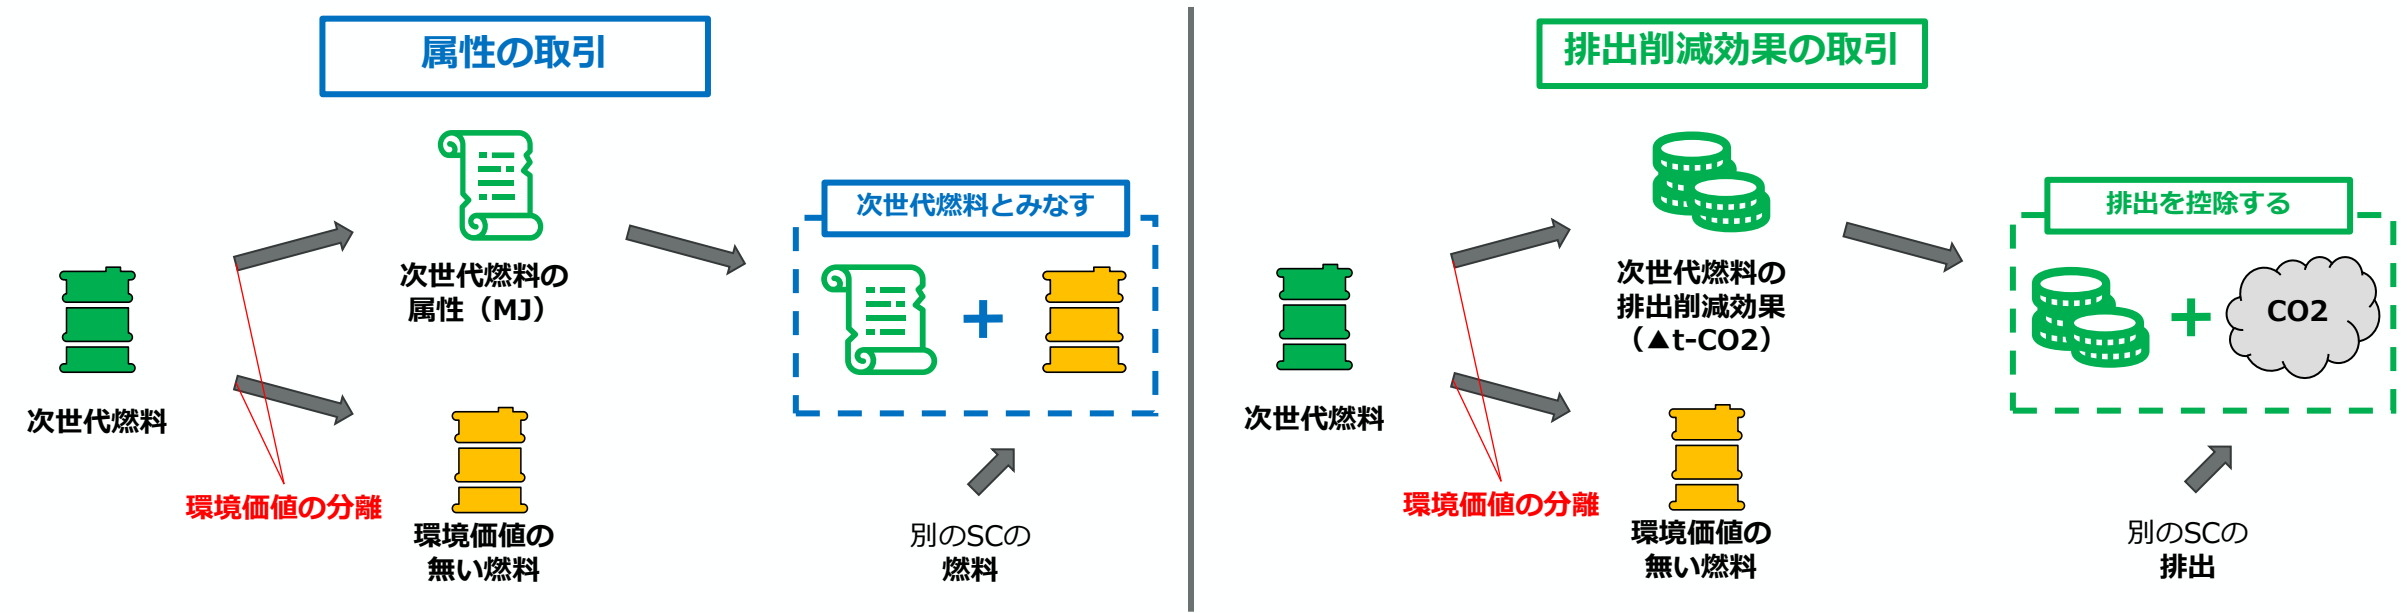 属性の取引
次世代燃料の
属性（MJ）
次世代燃料とみなす
次世代燃料
環境価値の分離
環境価値の
無い燃料
別のSCの
燃料
排出削減効果の取引
次世代燃料の
排出削減効果
（▲t-CO2）
排出を控除する
CO2
次世代燃料
環境価値の分離
環境価値の
無い燃料
別のSCの
排出